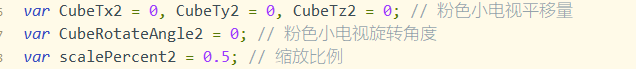 var CubeTx2 = 0, CubeTy2 = 0, CubeTz2 = 0; // 粉色小电视平移量
var CubeRotateAngle2 = 0; // 粉色小电视旋转角度
var scalePercent2 = 0.5; // 缩放比例